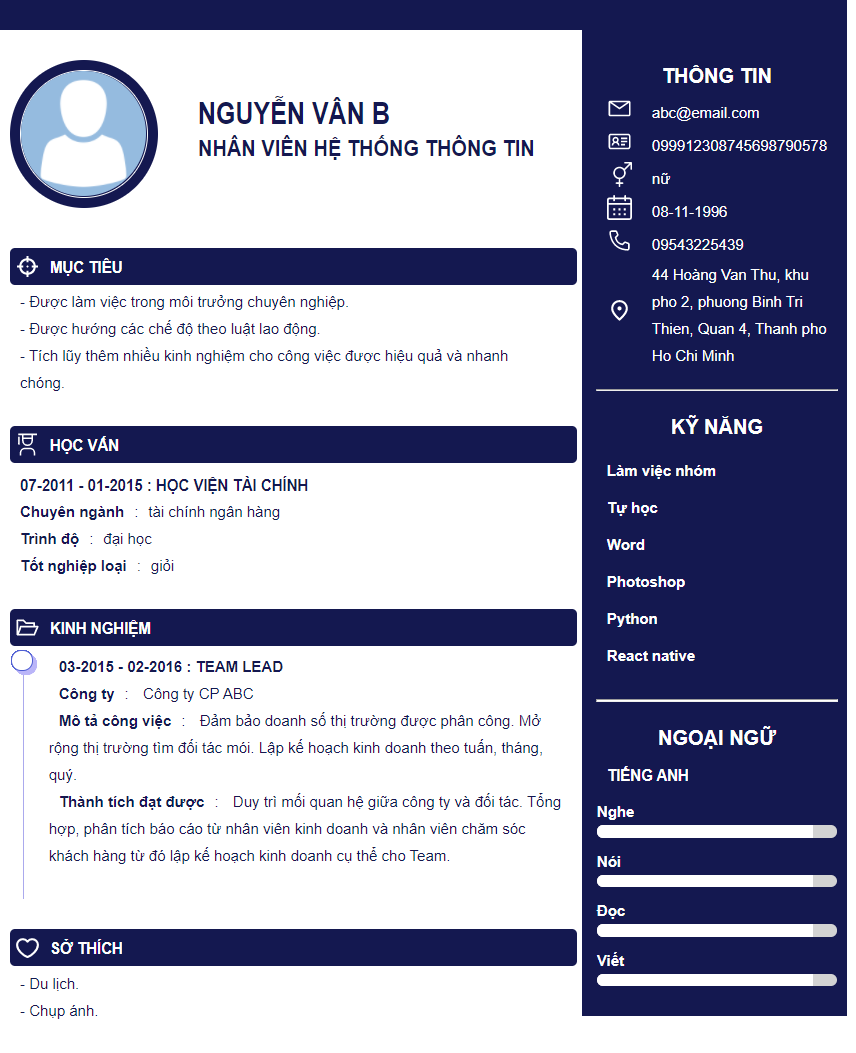 NGUYỄN VÂN B
NHÂN VIÊN HỆ THỐNG THÔNG TIN
MỤC TIÊU
- Được làm việc trong môi trưởng chuyên nghiệp.
- Được hướng các chế độ theo luật lao động.
- Tích lũy thêm nhiều kinh nghiệm cho công việc được hiệu quả và nhanh
chóng.
HỌC VẤN
07-2011 - 01-2015 : HỌC VIỆN TÀI CHÍNH
Chuyên ngành : tài chính ngân hàng
Trình độ : đại học
Tốt nghiệp loại : giỏi
KINH NGHIỆM
03-2015 - 02-2016 : TEAM LEAD
Công ty : Công ty CP ABC
Mô tả công việc : Đảm bảo doanh số thị trường được phân công. Mở
rộng thị trường tìm đối tác mới. Lập kế hoạch kinh doanh theo tuần, tháng,
quý.
Thành tích đạt được : Duy trì mối quan hệ giữa công ty và đối tác. Tổng
hợp, phân tích báo cáo từ nhân viên kinh doanh và nhân viên chăm sóc
khách hàng từ đó lập kế hoạch kinh doanh cụ thể cho Team.
SỞ THÍCH
- Du lịch.
- Chụp ảnh.
THÔNG TIN
abc@email.com
099912308745698790578
nữ
08-11-1996
09543225439
44 Hoàng Van Thu, khu
pho 2, phuong Binh Tri
Thien, Quan 4, Thanh pho
Ho Chi Minh
KỸ NĂNG
Làm việc nhóm
Tự học
Word
Photoshop
Python
React native
NGOẠI NGỮ
TIẾNG ANH
Nghe
Nói
Đọc
Viết